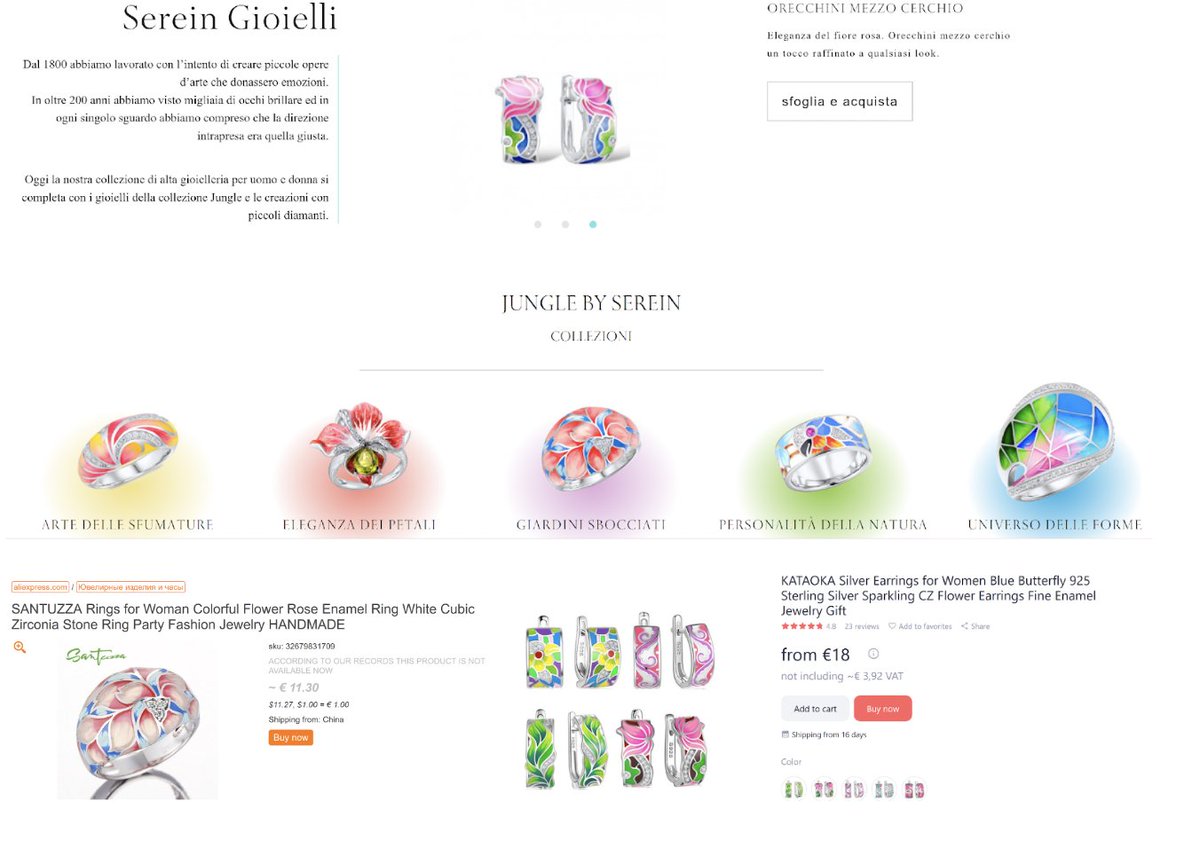 Serein Gioielli
Dal 1800 abbiamo lavorato con l'intento di creare piccole opere
d'arte che donassero emozioni.
In oltre 200 anni abbiamo visto migliaia di occhi brillare ed in
ogni singolo sguardo abbiamo compreso che la direzione
intrapresa era quella giusta.
Oggi la nostra collezione di alta gioielleria per uomo e donna si
completa con i gioielli della collezione Jungle e le creazioni con
piccoli diamanti.
ORECCHINI MEZZO CERCHIO
Eleganza del fiore rosa. Orecchini mezzo cerchio
un tocco raffinato a qualsiasi look.
sfoglia e acquista
JUNGLE BY SEREIN
COLLEZIONI
ARTE DELLE SFUMATURE
ELEGANZA DEI PETALI
GIARDINI SBOCCIATI
PERSONALITÀ DELLA NATURA
UNIVERSO DELLE FORME
aliexpress.com / Ювелирные изделия и часы
SANTUZZA Rings for Woman Colorful Flower Rose Enamel Ring White Cubic
Zirconia Stone Ring Party Fashion Jewelry HANDMADE
Santuzza
sku: 32679831709
ACCORDING TO OUR RECORDS THIS PRODUCT IS NOT
AVAILABLE NOW
~ € 11.30
$11.27, $1.00 = € 1.00
Shipping from: China
Buy now
KATAOKA Silver Earrings for Women Blue Butterfly 925
Sterling Silver Sparkling CZ Flower Earrings Fine Enamel
Jewelry Gift
4.8 23 reviews Add to favorites Share
from €18
not including ~€ 3,92 VAT
Add to cart
Buy now
Shipping from 16 days
Color